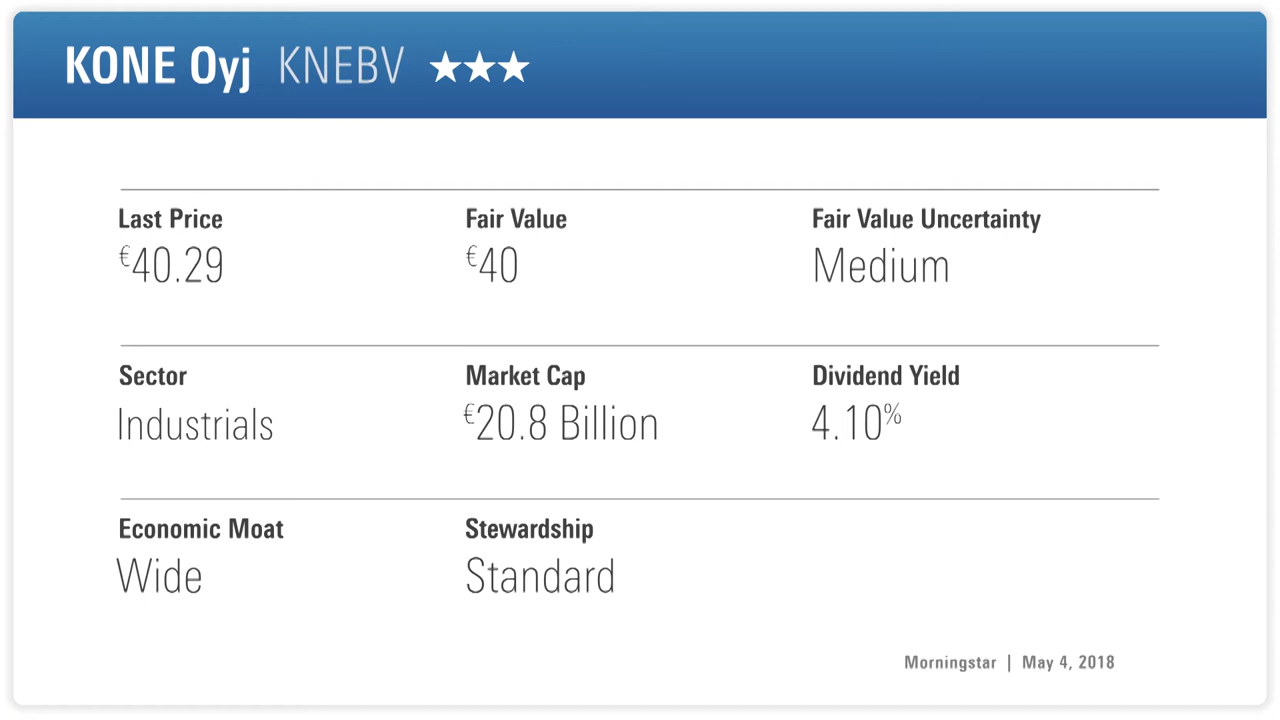 KONE Oyj KNEBV ★★★
Last Price Fair Value Fair Value Uncertainty
€40.29 €40 Medium
Sector Market Cap Dividend Yield
Industrials €20.8 Billion 4.10%
Economic Moat Stewardship
Wide Standard
Morningstar | May 4, 2018